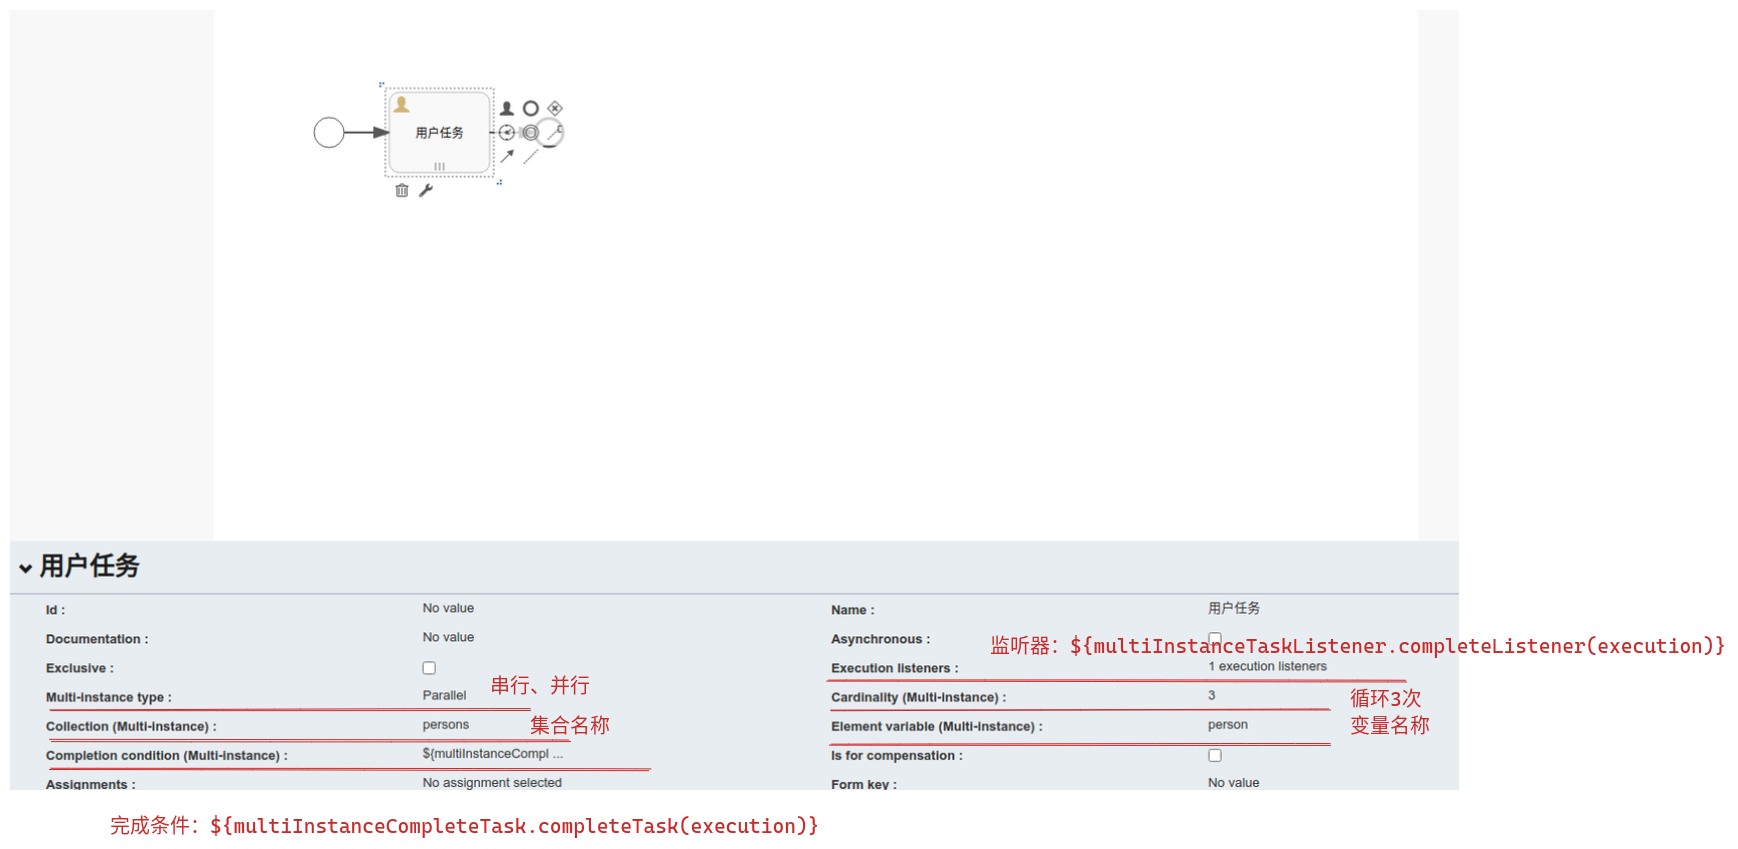 用户任务
用户任务
Id : No value Name : 用户任务
Documentation : No value Asynchronous :
监听器：${multiInstanceTaskListener.completeListener(execution)}
Exclusive : Execution listeners : 1 execution listeners
Multi-instance type : Parallel 串行、并行 Cardinality (Multi-instance) : 3 循环3次
Collection (Multi-instance) : persons 集合名称 Element variable (Multi-instance) : person 变量名称
Completion condition (Multi-instance) : ${multiInstanceCompl ... Is for compensation :
Assignments : No assignment selected Form key : No value
完成条件：${multiInstanceCompleteTask.completeTask(execution)}